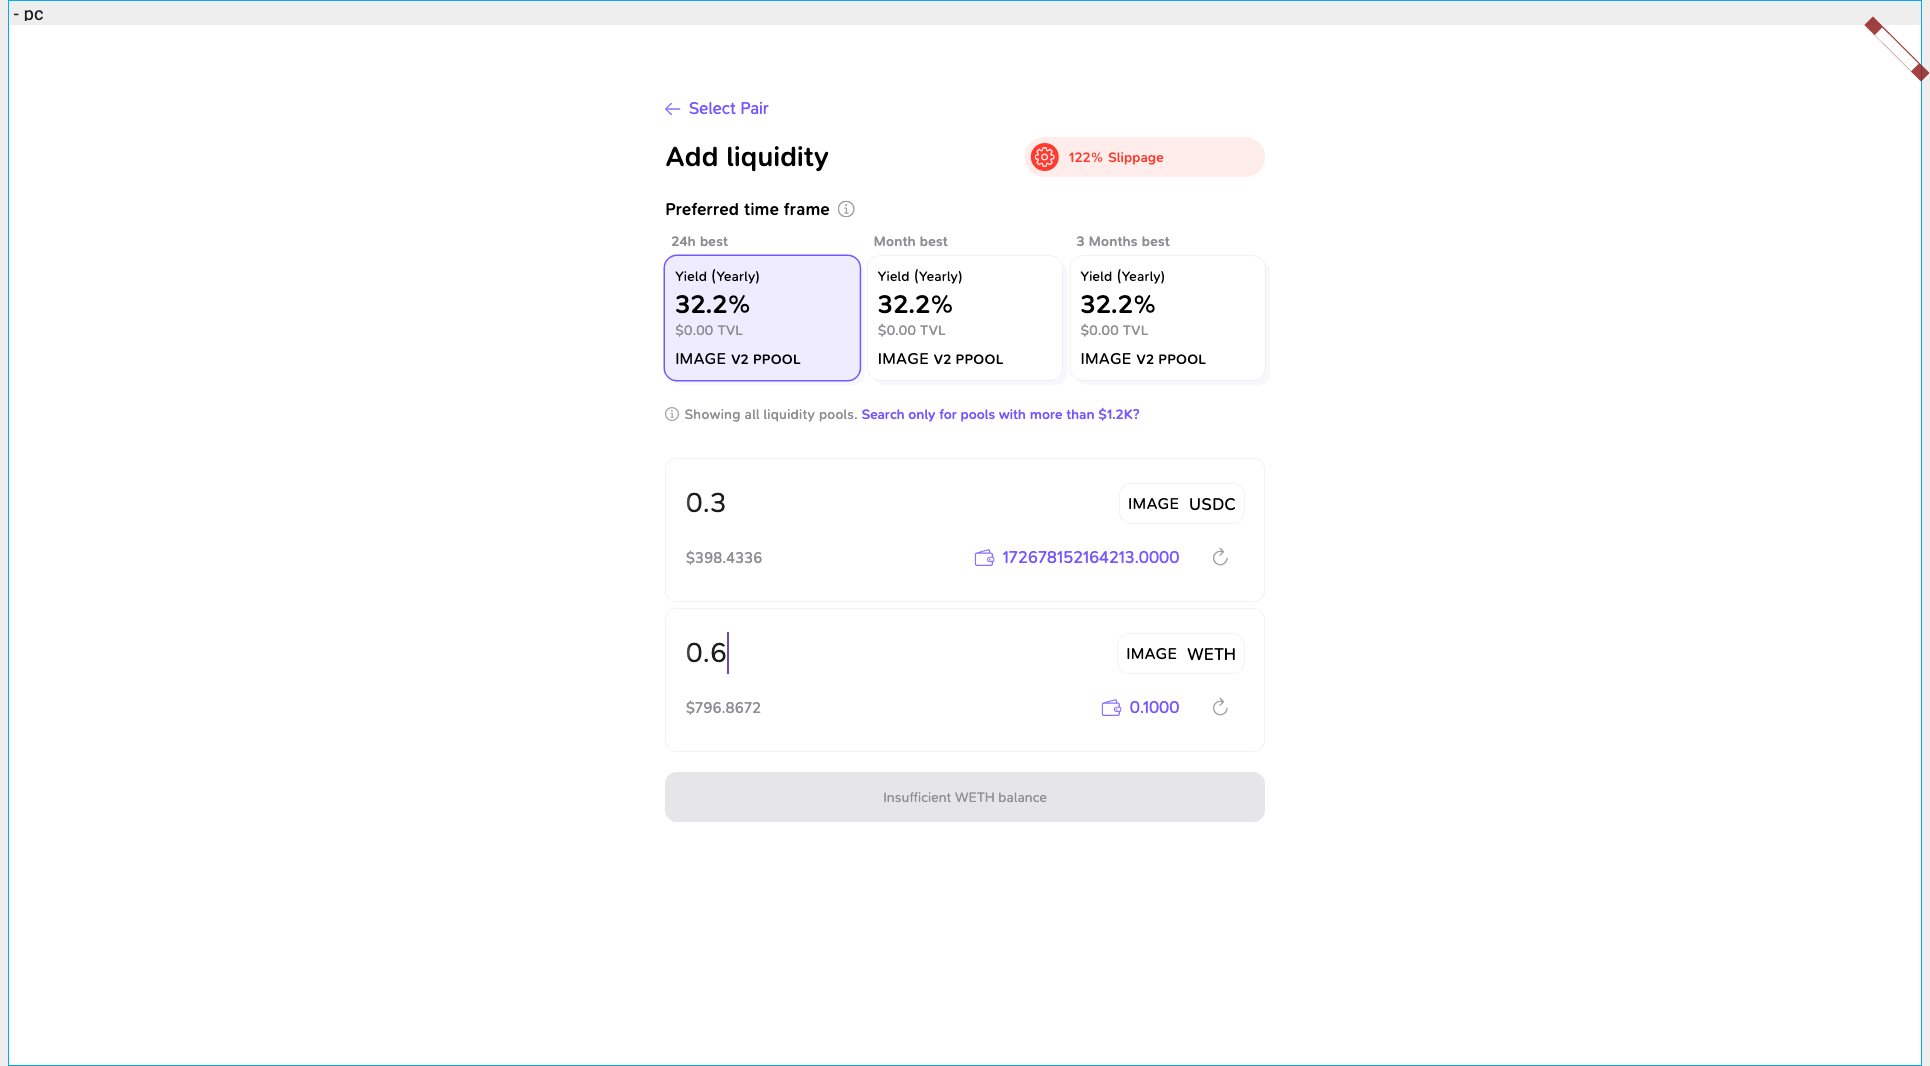 - pc
Select Pair
Add liquidity
122% Slippage
Preferred time frame
24h best
Month best
3 Months best
Yield (Yearly)
32.2%
$0.00 TVL
IMAGE V2 PPOOL
Yield (Yearly)
32.2%
$0.00 TVL
IMAGE V2 PPOOL
Yield (Yearly)
32.2%
$0.00 TVL
IMAGE V2 PPOOL
Showing all liquidity pools. Search only for pools with more than $1.2K?
0.3
IMAGE USDC
$398.4336
172678152164213.0000
0.6
IMAGE WETH
$796.8672
0.1000
Insufficient WETH balance